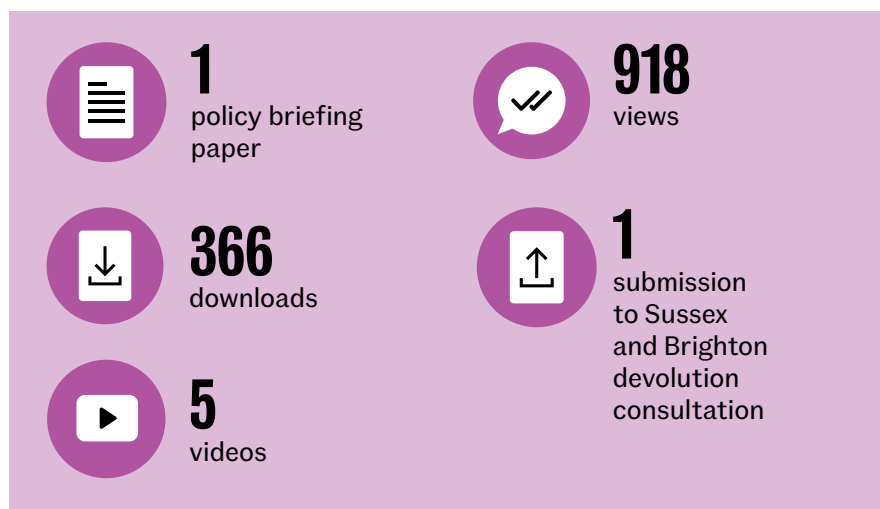 1
policy briefing
paper
366
downloads
5
videos
918
views
1
submission
to Sussex
and Brighton
devolution
consultation